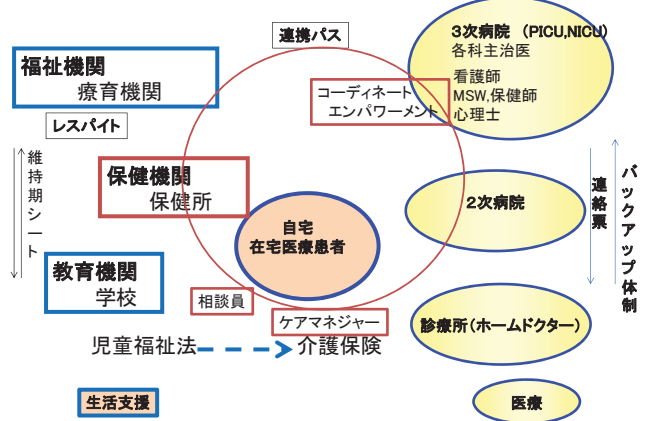 連携パス
3次病院 (PICU,NICU)
各科主治医
看護師
MSW,保健師
心理士
福祉機関
療育機関
コーディネート
エンパワーメント
レスパイト
維持期シート
保健機関
保健所
自宅
在宅医療患者
2次病院
連絡票
バックアップ体制
教育機関
学校
相談員
ケアマネジャー
診療所(ホームドクター)
児童福祉法
介護保険
生活支援
医療